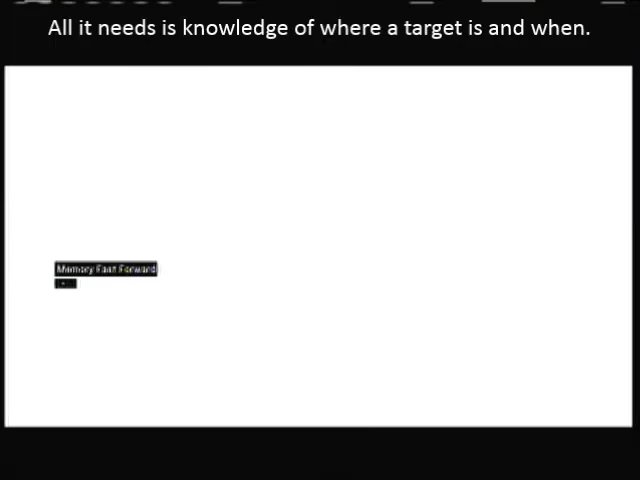 All it needs is knowledge of where a target is and when.
Memory Fast Forward